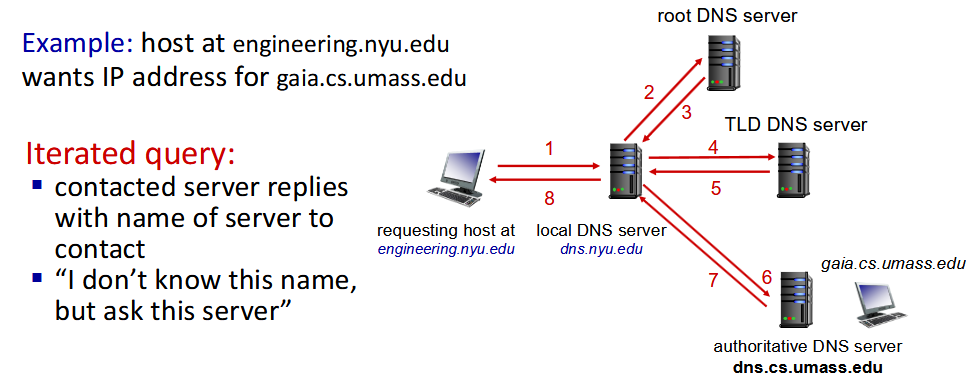 Example: host at engineering.nyu.edu
wants IP address for gaia.cs.umass.edu
Iterated query:
▪ contacted server replies
with name of server to
contact
▪ “I don’t know this name,
but ask this server”
root DNS server
2
3
TLD DNS server
1
4
8
5
requesting host at
engineering.nyu.edu
local DNS server
dns.nyu.edu
7
6
gaia.cs.umass.edu
authoritative DNS server
dns.cs.umass.edu